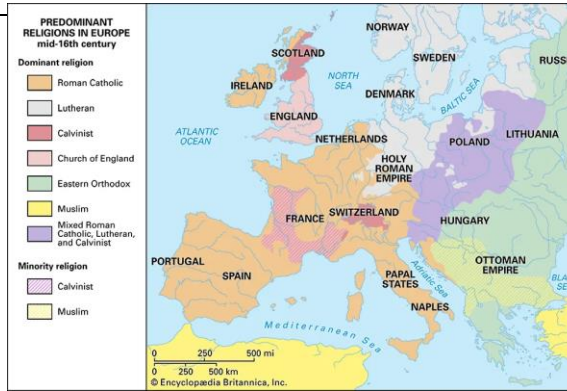 PREDOMINANT
RELIGIONS IN EUROPE
mid-16th century
Dominant religion
Roman Catholic
Lutheran
Calvinist
Church of England
Eastern Orthodox
Muslim
Mixed Roman
Catholic, Lutheran,
and Calvinist
Minority religion
Calvinist
Muslim
NORWAY
SWEDEN
RUSS
SCOTLAND
NORTH
SEA
IRELAND
DENMARK
BALTIC SEA
ENGLAND
LITHUANIA
ATLANTIC
OCEAN
NETHERLANDS
POLAND
HOLY
ROMAN
EMPIRE
FRANCE
SWITZERLAND
HUNGARY
PORTUGAL
SPAIN
PAPAL
STATES
Adriatic Sea
OTTOMAN
EMPIRE
BLA
SE
NAPLES
Mediterranean Sea
0 250 500 mi
0 250 500 km
© Encyclopædia Britannica, Inc.